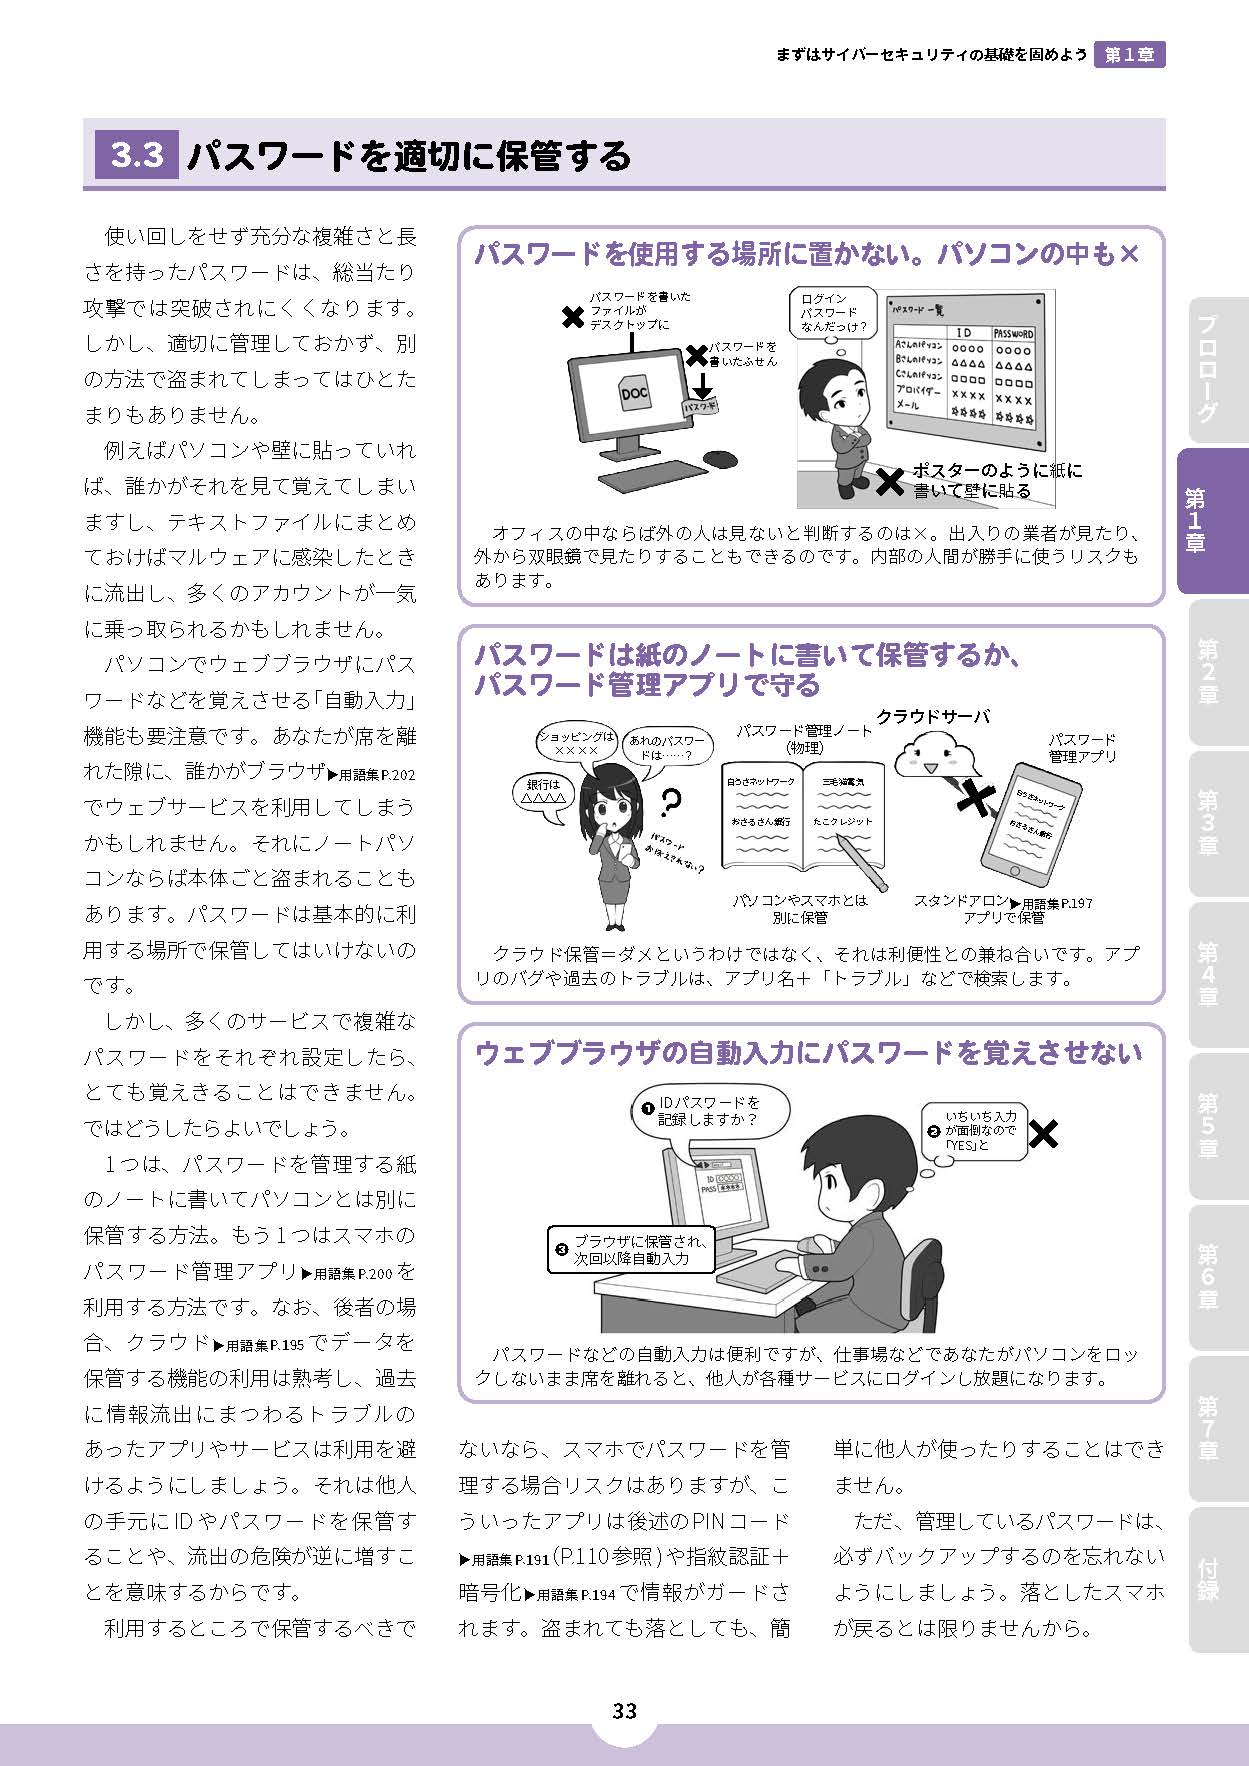 まずはサイバーセキュリティの基礎を固めよう 第1章
3.3 パスワードを適切に保管する
使い回しをせず充分な複雑さと長
さを持ったパスワードは、総当たり
攻撃では突破されにくくなります。
しかし、適切に管理しておかず、別
の方法で盗まれてしまってはひとた
まりもありません。
例えばパソコンや壁に貼っていれ
ば、誰かがそれを見て覚えてしまい
ますし、テキストファイルにまとめ
ておけばマルウェアに感染したとき
に流出し、多くのアカウントが一気
に乗っ取られるかもしれません。
パソコンでウェブブラウザにパス
ワードなどを覚えさせる「自動入力」
機能も要注意です。あなたが席を離
れた隙に、誰かがブラウザ▶用語集P.202
でウェブサービスを利用してしまう
かもしれません。それにノートパソ
コンならば本体ごと盗まれることも
あります。パスワードは基本的に利
用する場所で保管してはいけないの
です。
しかし、多くのサービスで複雑な
パスワードをそれぞれ設定したら、
とても覚えきることはできません。
ではどうしたらよいでしょう。
1つは、パスワードを管理する紙
のノートに書いてパソコンとは別に
保管する方法。もう1つはスマホの
パスワード管理アプリ▶用語集P.200を
利用する方法です。なお、後者の場
合、クラウド▶用語集P.195でデータを
保管する機能の利用は熟考し、過去
に情報流出にまつわるトラブルの
あったアプリやサービスは利用を避
けるようにしましょう。それは他人
の手元にIDやパスワードを保管す
ることや、流出の危険が逆に増すこ
とを意味するからです。
利用するところで保管するべきで
パスワードを使用する場所に置かない。パソコンの中も×
パスワードを書いた
ファイルが
デスクトップに
パスワードを
書いたふせん
DOC
パスワード
ログイン
パスワード
なんだっけ?
パスワード一覧
ID PASSWORD
Aさんのパソコン ○○○○ ○○○○
Bさんのパソコン △△△△ △△△△
Cさんのパソコン □□□□ □□□□
プロバイダー ×××× ××××
メール ☆☆☆☆ ☆☆☆☆
ポスターのように紙に
書いて壁に貼る
オフィスの中ならば外の人は見ないと判断するのは×。出入りの業者が見たり、
外から双眼鏡で見たりすることもできるのです。内部の人間が勝手に使うリスクも
あります。
パスワードは紙のノートに書いて保管するか、
パスワード管理アプリで守る
ショッピングは
××××
あれのパスワー
ドは……?
銀行は
△△△△
?
パスワード
お伝えされない?
パスワード管理ノート
(物理)
白うさネットワーク
三毛猫電気
おさるさん銀行
たこクレジット
パソコンやスマホとは
別に保管
クラウドサーバ
パスワード
管理アプリ
白うさネットワーク
おさるさん銀行
スタンドアロン▶用語集P.197
アプリで保管
クラウド保管＝ダメというわけではなく、それは利便性との兼ね合いです。アプ
リのバグや過去のトラブルは、アプリ名＋「トラブル」などで検索します。
ウェブブラウザの自動入力にパスワードを覚えさせない
❶ IDパスワードを
記録しますか?
ID ○○○○
PASS ＊＊＊＊
いちいち入力
❷ が面倒なので
「YES」と
❸ ブラウザに保管され、
次回以降自動入力
パスワードなどの自動入力は便利ですが、仕事場などであなたがパソコンをロッ
クしないまま席を離れると、他人が各種サービスにログインし放題になります。
ないなら、スマホでパスワードを管
理する場合リスクはありますが、こ
ういったアプリは後述のPINコード
▶用語集P.191(P.110参照)や指紋認証＋
暗号化▶用語集P.194で情報がガードさ
れます。盗まれても落としても、簡
単に他人が使ったりすることはでき
ません。
ただ、管理しているパスワードは、
必ずバックアップするのを忘れない
ようにしましょう。落としたスマホ
が戻るとは限りませんから。
プロローグ
第1章
第2章
第3章
第4章
第5章
第6章
第7章
付録
33